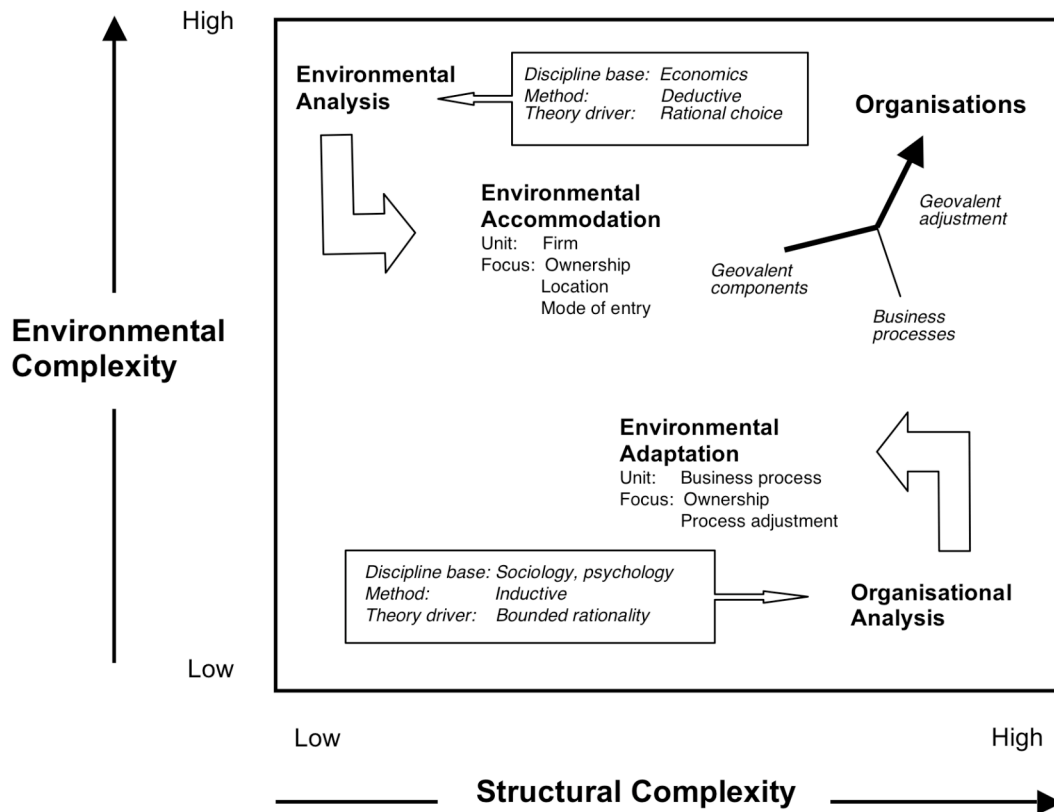 High
Environmental
Analysis
Discipline base: Economics
Method: Deductive
Theory driver: Rational choice
Organisations
Environmental
Accommodation
Unit: Firm
Focus: Ownership
Location
Mode of entry
Geovalent
adjustment
Geovalent
components
Business
processes
Environmental
Complexity
Environmental
Adaptation
Unit: Business process
Focus: Ownership
Process adjustment
Discipline base: Sociology, psychology
Method: Inductive
Theory driver: Bounded rationality
Organisational
Analysis
Low
Low
High
Structural Complexity